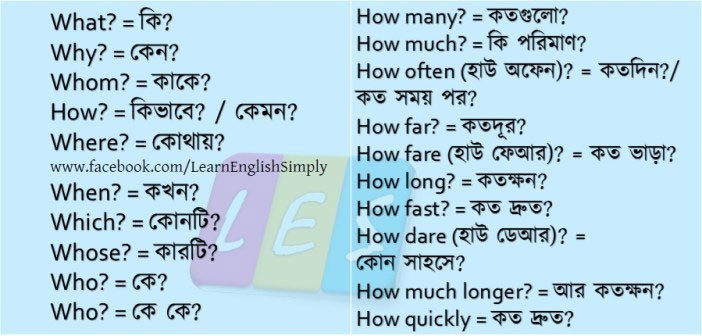 What? = কি?
Why? = কেন?
Whom? = কাকে?
How? = কিভাবে? / কেমন?
Where? = কোথায়?
www.facebook.com/LearnEnglishSimply
When? = কখন?
Which? = কোনটি?
Whose? = কারটি?
Who? = কে?
Who? = কে কে?
LES
How many? = কতগুলো?
How much? = কি পরিমাণ?
How often (হাউ অফেন)? = কতদিন?/
কত সময় পর?
How far? = কতদূর?
How fare (হাউ ফেআর)? = কত ভাড়া?
How long? = কতক্ষন?
How fast? = কত দ্রুত?
How dare (হাউ ডেআর)? =
কোন সাহসে?
How much longer? = আর কতক্ষন?
How quickly = কত দ্রুত?